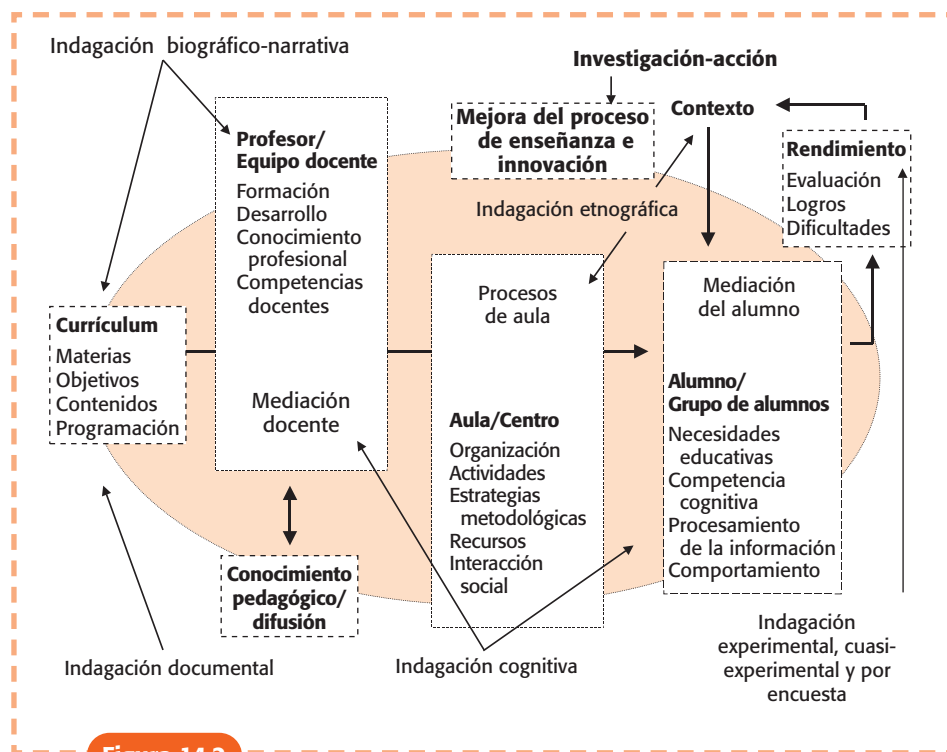 Indagación biográfico-narrativa
Investigación-acción
Mejora del proceso
de enseñanza e
innovación
Contexto
Profesor/
Equipo docente
Formación
Desarrollo
Conocimiento
profesional
Competencias
docentes
Mediación
docente
Rendimiento
Evaluación
Logros
Dificultades
Indagación etnográfica
Currículum
Materias
Objetivos
Contenidos
Programación
Procesos
de aula
Aula/Centro
Organización
Actividades
Estrategias
metodológicas
Recursos
Interacción
social
Mediación
del alumno
Alumno/
Grupo de alumnos
Necesidades
educativas
Competencia
cognitiva
Procesamiento
de la información
Comportamiento
Conocimiento
pedagógico/
difusión
Indagación documental
Indagación cognitiva
Indagación
experimental, cuasi-
experimental y por
encuesta
Figura 14.2